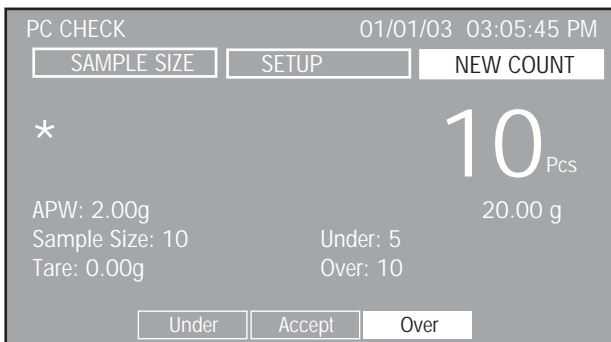 PC CHECK 01/01/03 03:05:45 PM
SAMPLE SIZE SETUP NEW COUNT
* 10 Pcs
APW: 2.00g 20.00 g
Sample Size: 10 Under: 5
Tare: 0.00g Over: 10
Under Accept Over